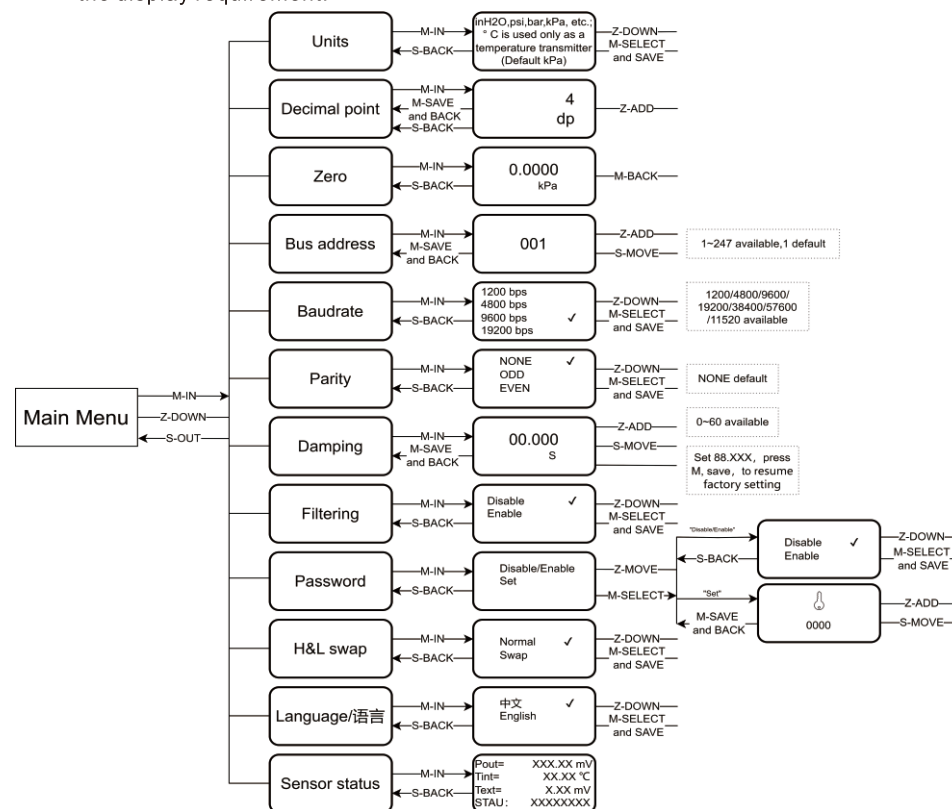 the display requirement.
Main Menu
M-IN
Z-DOWN
S-OUT
Units
M-IN
S-BACK
inH2O,psi,bar,kPa, etc.;
° C is used only as a
temperature transmitter
(Default kPa)
Z-DOWN
M-SELECT
and SAVE
Decimal point
M-IN
M-SAVE
and BACK
S-BACK
4
dp
Z-ADD
Zero
M-IN
S-BACK
0.0000
kPa
M-BACK
Bus address
M-IN
M-SAVE
and BACK
001
Z-ADD
S-MOVE
1~247 available,1 default
Baudrate
M-IN
S-BACK
1200 bps
4800 bps
9600 bps ✓
19200 bps
Z-DOWN
M-SELECT
and SAVE
1200/4800/9600/
19200/38400/57600
/11520 available
Parity
M-IN
S-BACK
NONE ✓
ODD
EVEN
Z-DOWN
M-SELECT
and SAVE
NONE default
Damping
M-IN
M-SAVE
and BACK
00.000
S
Z-ADD
S-MOVE
0~60 available
Set 88.XXX, press
M, save, to resume
factory setting
Filtering
M-IN
S-BACK
Disable ✓
Enable
Z-DOWN
M-SELECT
and SAVE
Password
M-IN
S-BACK
Disable/Enable
Set
Z-MOVE
M-SELECT
"Disable/Enable"
S-BACK
Disable ✓
Enable
Z-DOWN
M-SELECT
and SAVE
"Set"
M-SAVE
and BACK
0000
Z-ADD
S-MOVE
H&L swap
M-IN
S-BACK
Normal ✓
Swap
Z-DOWN
M-SELECT
and SAVE
Language/语言
M-IN
S-BACK
中文 ✓
English
Z-DOWN
M-SELECT
and SAVE
Sensor status
M-IN
S-BACK
Pout= XXX.XX mV
Tint= XX.XX ℃
Text= X.XX mV
STAU: XXXXXXXX